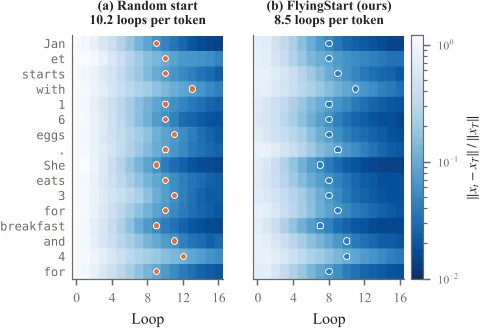 (a) Random start
10.2 loops per token
(b) FlyingStart (ours)
8.5 loops per token
Jan
et
starts
with
1
6
eggs
.
She
eats
3
for
breakfast
and
4
for
0 4 8 12 16
0 4 8 12 16
Loop
Loop
10⁰
10⁻¹
10⁻²
‖x_t − x_T‖ / ‖x_T‖